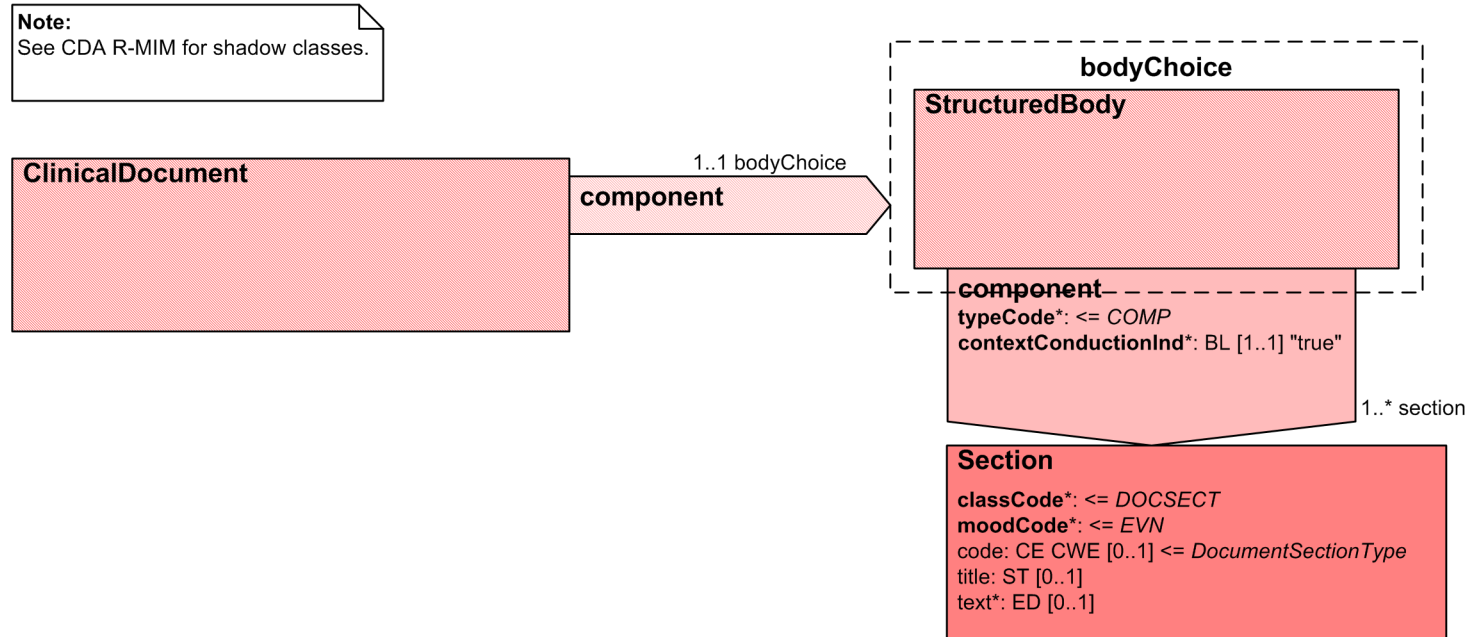 Note:
See CDA R-MIM for shadow classes.
bodyChoice
StructuredBody
ClinicalDocument
1..1 bodyChoice
component
component
typeCode*: <= COMP
contextConductionInd*: BL [1..1] "true"
1..* section
Section
classCode*: <= DOCSECT
moodCode*: <= EVN
code: CE CWE [0..1] <= DocumentSectionType
title: ST [0..1]
text*: ED [0..1]